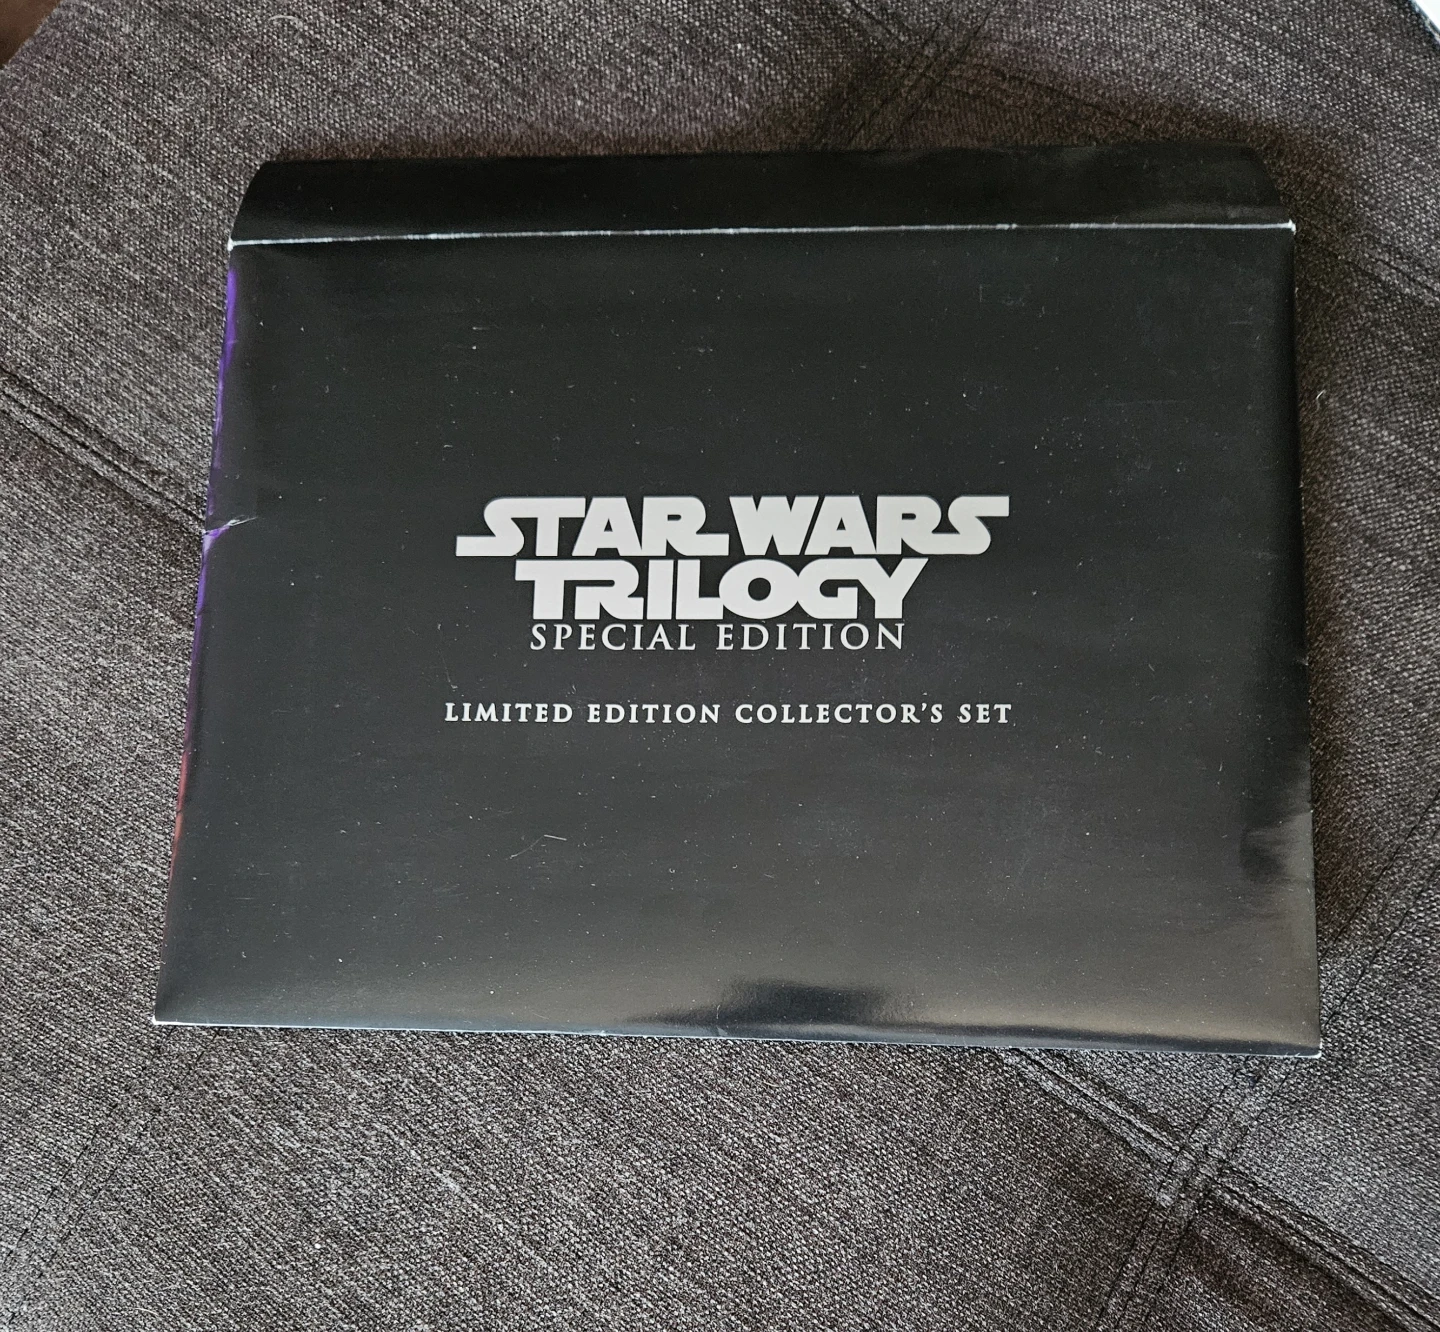 STAR WARS
TRILOGY
SPECIAL EDITION
LIMITED EDITION COLLECTOR'S SET